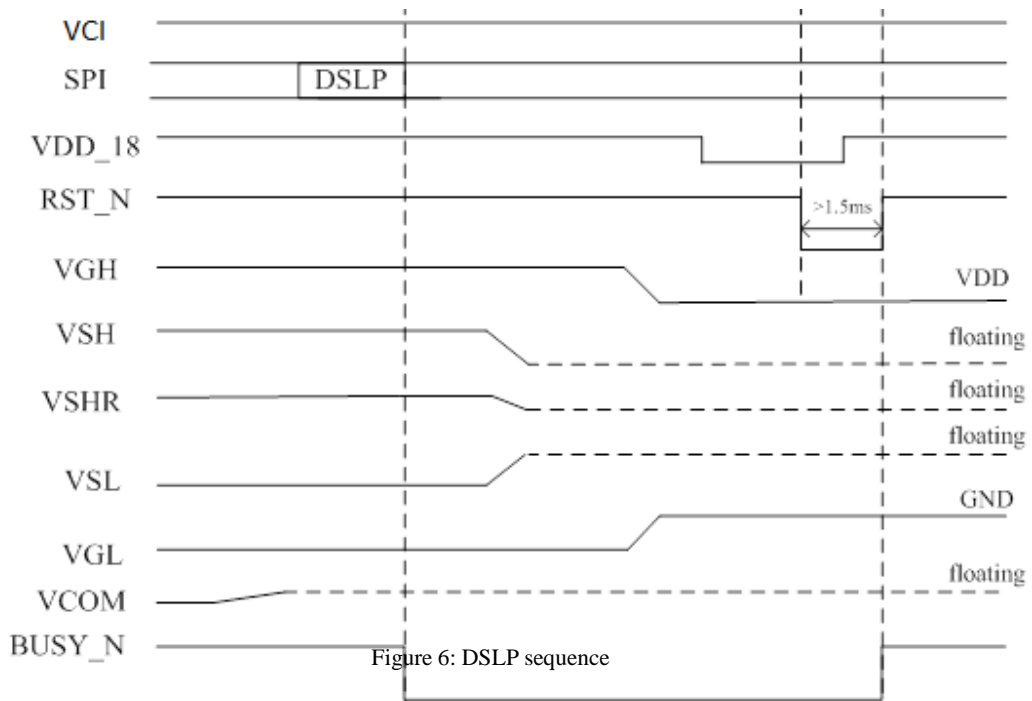 VCI
SPI
DSLP
VDD_18
RST_N
>1.5ms
VGH
VDD
VSH
floating
VSHR
floating
VSL
floating
VGL
GND
VCOM
floating
BUSY_N
Figure 6: DSLP sequence